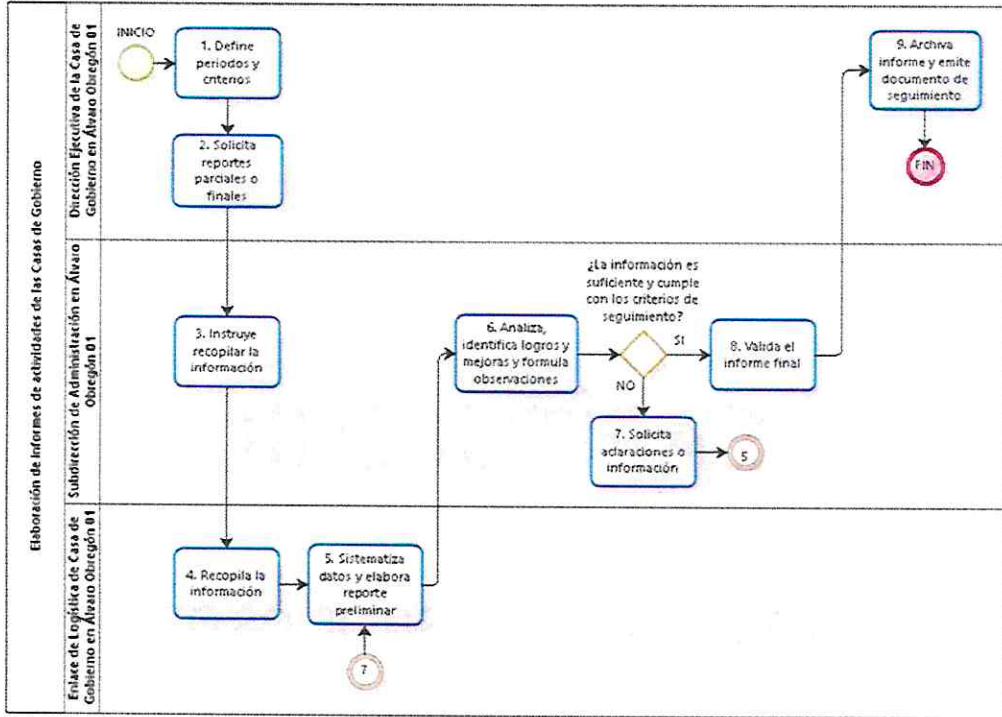 Elaboración de informes de actividades de las Casas de Gobierno
Dirección Ejecutiva de la Casa de
Gobierno en Álvaro Obregón 01
INICIO
1. Define
periodos y
criterios
2. Solicita
reportes
parciales o
finales
9. Archiva
informe y emite
documento de
seguimiento
FIN
Subdirección de Administración en Álvaro
Obregón 01
3. Instruye
recopilar la
información
6. Analiza,
identifica logros y
mejoras y formula
observaciones
¿La información es
suficiente y cumple
con los criterios de
seguimiento?
SI
NO
8. Valida el
informe final
7. Solicita
aclaraciones o
información
5
Enlace de Logística de Casa de
Gobierno en Álvaro Obregón 01
4. Recopila la
información
5. Sistematiza
datos y elabora
reporte
preliminar
7